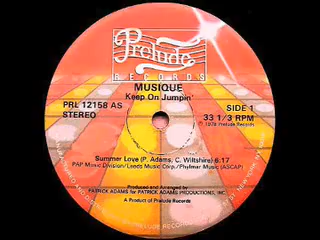 Prelude
RECORDS
MUSIQUE
Keep On Jumpin'
PRL 12158 AS
STEREO
SIDE 1
33 1/3 RPM
℗ 1978 Prelude Records
Summer Love (P. Adams, C. Wiltshire) 6:17
PAP Music Division/Leeds Music Corp./Phylmar Music (ASCAP)
Produced and Arranged by
PATRICK ADAMS for PATRICK ADAMS PRODUCTIONS, INC.
A Product of Prelude Records